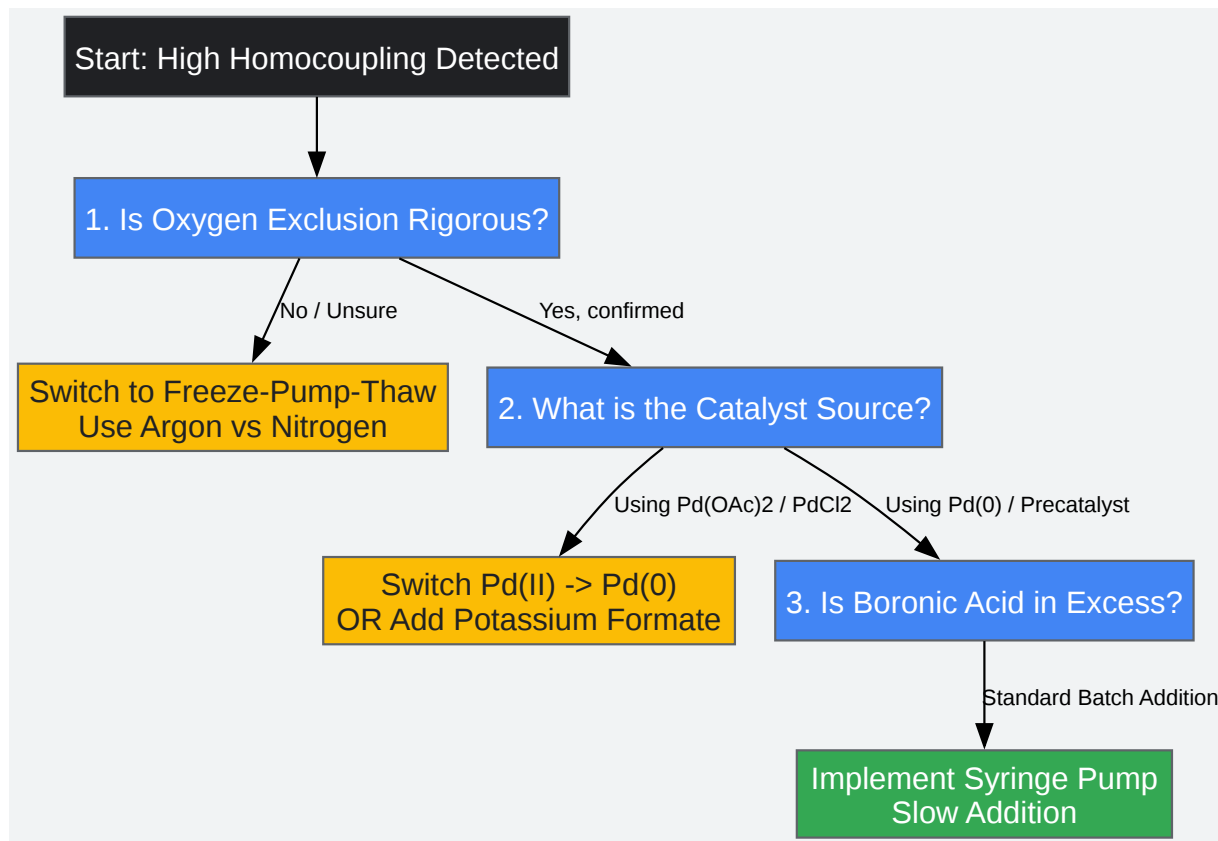 Start: High Homocoupling Detected
1. Is Oxygen Exclusion Rigorous?
No / Unsure
Yes, confirmed
Switch to Freeze-Pump-Thaw
Use Argon vs Nitrogen
2. What is the Catalyst Source?
Using Pd(OAc)2 / PdCl2
Using Pd(0) / Precatalyst
Switch Pd(II) -> Pd(0)
OR Add Potassium Formate
3. Is Boronic Acid in Excess?
Standard Batch Addition
Implement Syringe Pump
Slow Addition